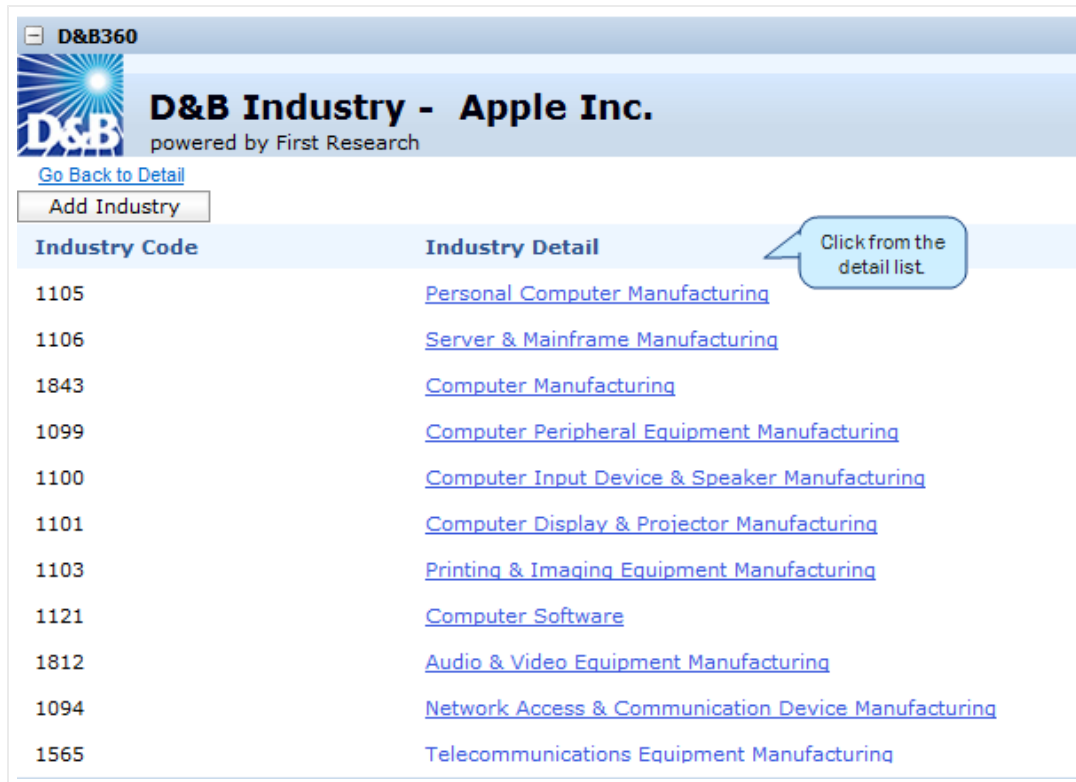 D&B360
D&B
D&B Industry - Apple Inc.
powered by First Research
Go Back to Detail
Add Industry
Industry Code Industry Detail
Click from the
detail list.
1105 Personal Computer Manufacturing
1106 Server & Mainframe Manufacturing
1843 Computer Manufacturing
1099 Computer Peripheral Equipment Manufacturing
1100 Computer Input Device & Speaker Manufacturing
1101 Computer Display & Projector Manufacturing
1103 Printing & Imaging Equipment Manufacturing
1121 Computer Software
1812 Audio & Video Equipment Manufacturing
1094 Network Access & Communication Device Manufacturing
1565 Telecommunications Equipment Manufacturing